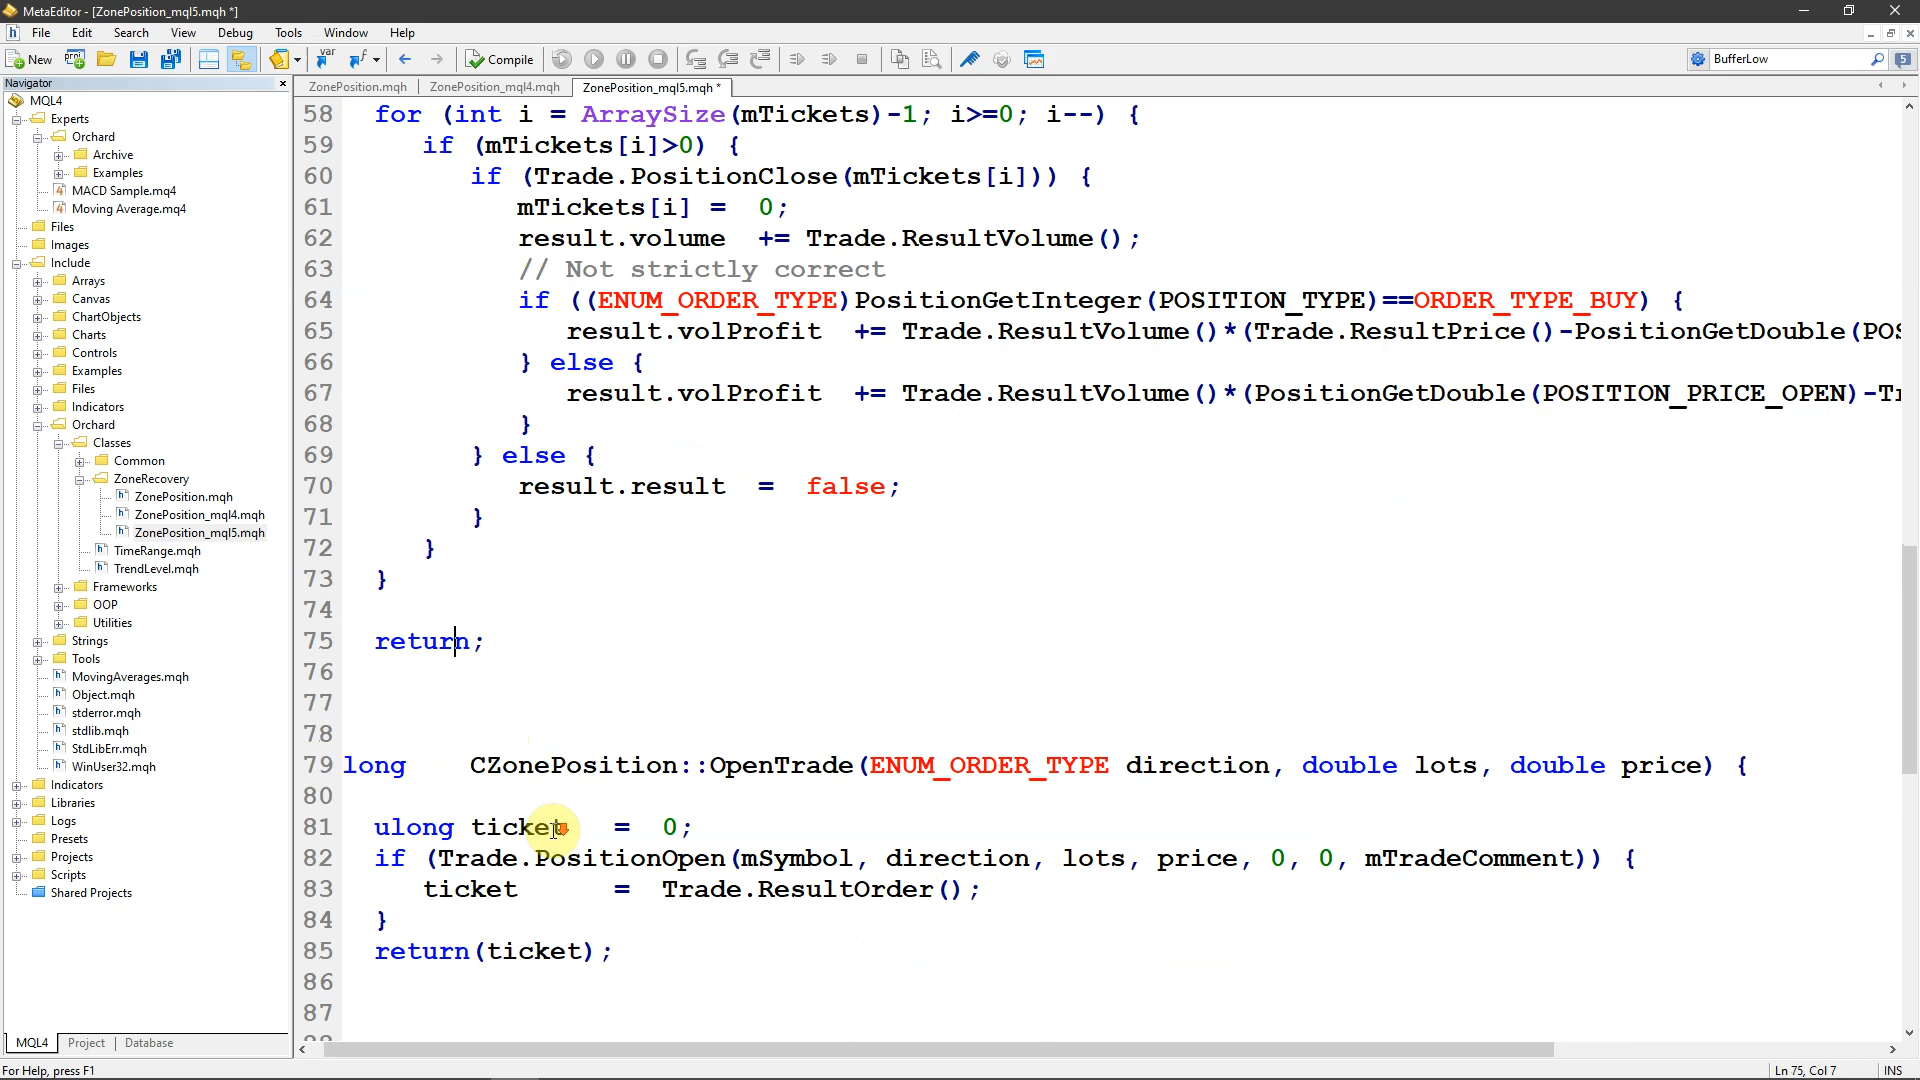 MetaEditor - [ZonePosition_mql5.mqh *]
File Edit Search View Debug Tools Window Help
New Compile BufferLow 5
Navigator
ZonePosition.mqh ZonePosition_mql4.mqh ZonePosition_mql5.mqh *
MQL4
Experts
Orchard
Archive
Examples
MACD Sample.mq4
Moving Average.mq4
Files
Images
Include
Arrays
Canvas
ChartObjects
Charts
Controls
Examples
Files
Indicators
Orchard
Classes
Common
ZoneRecovery
ZonePosition.mqh
ZonePosition_mql4.mqh
ZonePosition_mql5.mqh
TimeRange.mqh
TrendLevel.mqh
Frameworks
OOP
Utilities
Strings
Tools
MovingAverages.mqh
Object.mqh
stderror.mqh
stdlib.mqh
StdLibErr.mqh
WinUser32.mqh
Indicators
Libraries
Logs
Presets
Projects
Scripts
Shared Projects
MQL4 Project Database
58 for (int i = ArraySize(mTickets)-1; i>=0; i--) {
59 if (mTickets[i]>0) {
60 if (Trade.PositionClose(mTickets[i])) {
61 mTickets[i] = 0;
62 result.volume += Trade.ResultVolume();
63 // Not strictly correct
64 if ((ENUM_ORDER_TYPE)PositionGetInteger(POSITION_TYPE)==ORDER_TYPE_BUY) {
65 result.volProfit += Trade.ResultVolume()*(Trade.ResultPrice()-PositionGetDouble(POS
66 } else {
67 result.volProfit += Trade.ResultVolume()*(PositionGetDouble(POSITION_PRICE_OPEN)-Tr
68 }
69 } else {
70 result.result = false;
71 }
72 }
73 }
74
75 return;
76
77
78
79 long CZonePosition::OpenTrade(ENUM_ORDER_TYPE direction, double lots, double price) {
80
81 ulong ticket = 0;
82 if (Trade.PositionOpen(mSymbol, direction, lots, price, 0, 0, mTradeComment)) {
83 ticket = Trade.ResultOrder();
84 }
85 return(ticket);
86
87
For Help, press F1 Ln 75, Col 7 INS